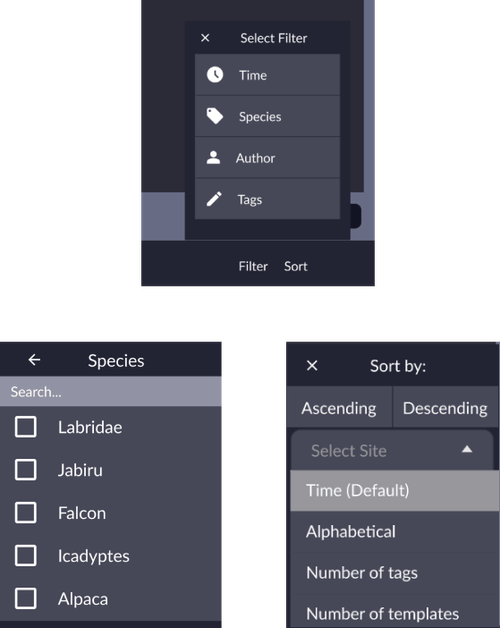 Select Filter
Time
Species
Author
Tags
Filter Sort
Species
Search...
Labridae
Jabiru
Falcon
Icadyptes
Alpaca
Sort by:
Ascending Descending
Select Site
Time (Default)
Alphabetical
Number of tags
Number of templates